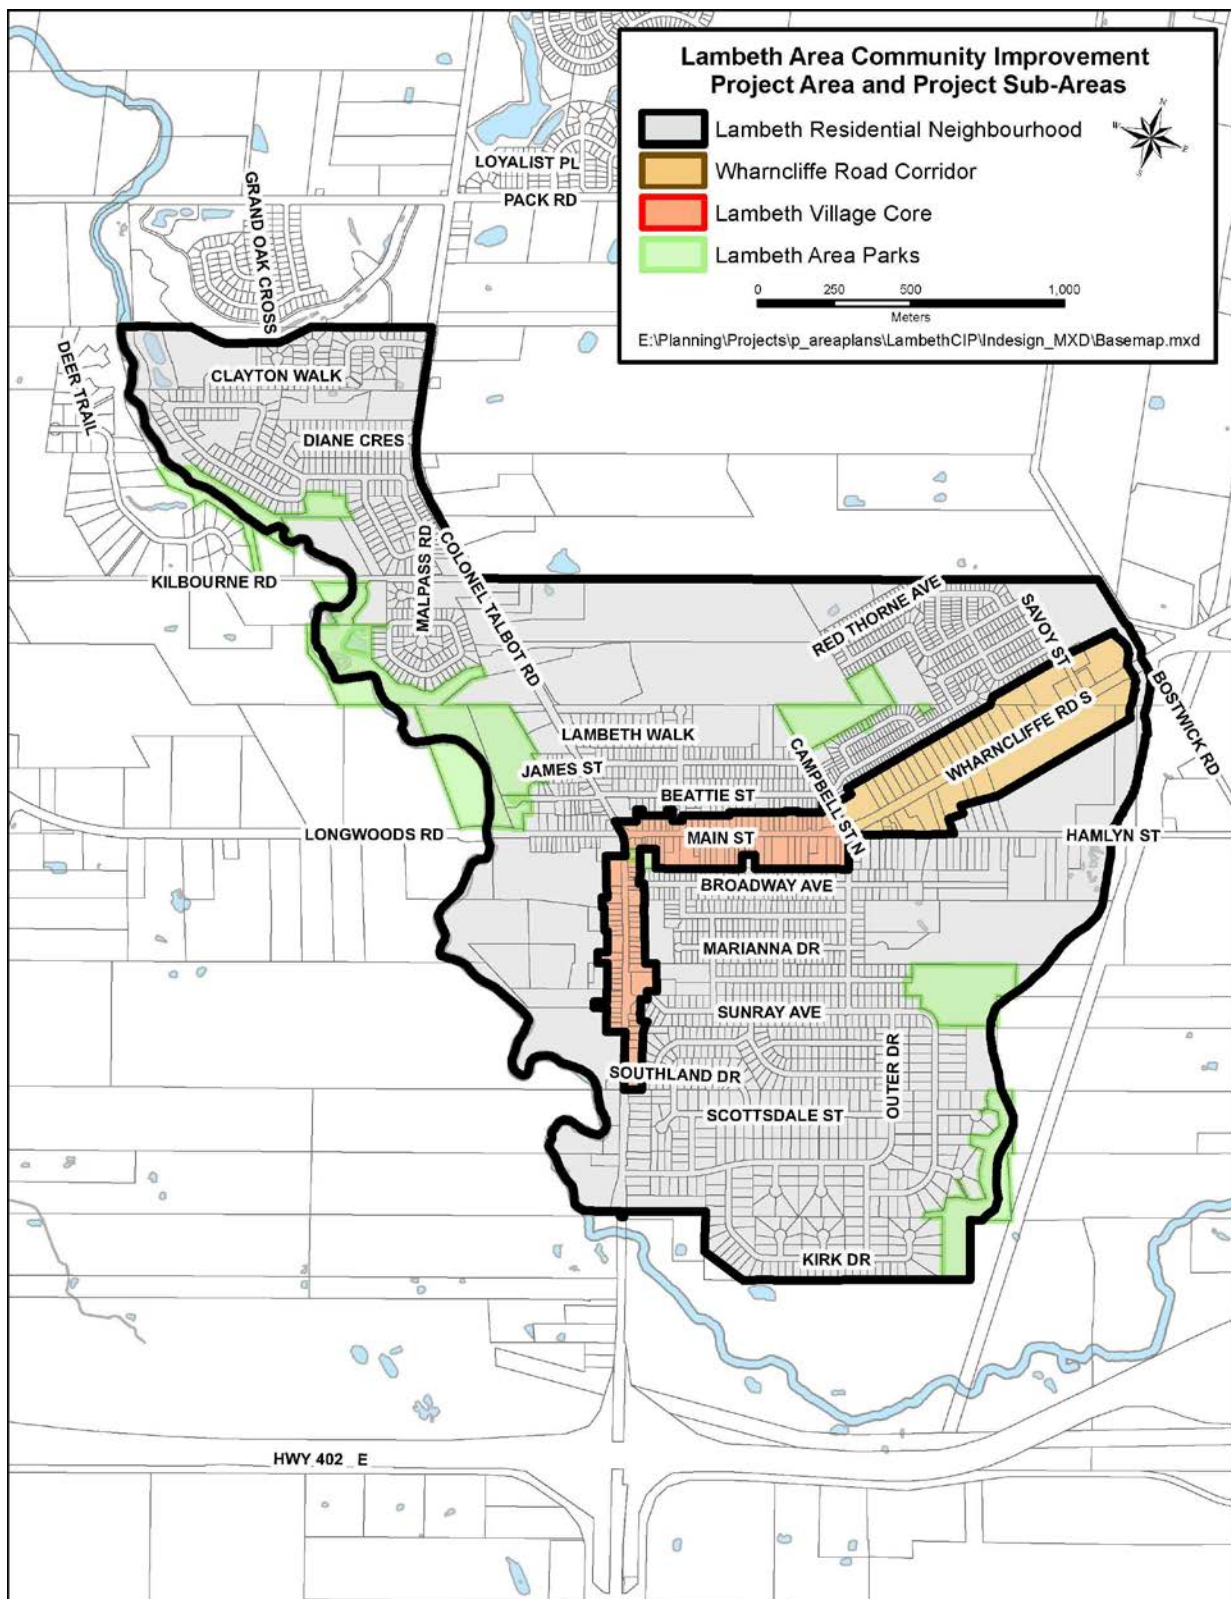 Lambeth Area Community Improvement
Project Area and Project Sub-Areas
Lambeth Residential Neighbourhood
Wharncliffe Road Corridor
Lambeth Village Core
Lambeth Area Parks
N
W
E
S
0 250 500 1,000
Meters
E:\Planning\Projects\p_areaplans\LambethCIP\Indesign_MXD\Basemap.mxd
LOYALIST PL
PACK RD
GRAND OAK CROSS
DEER TRAIL
CLAYTON WALK
DIANE CRES
MALPASS RD
COLONEL TALBOT RD
KILBOURNE RD
RED THORNE AVE
SAVOY ST
BOSTWICK RD
WHARNCLIFFE RD S
LAMBETH WALK
CAMPBELL ST N
JAMES ST
BEATTIE ST
LONGWOODS RD
MAIN ST
HAMLYN ST
BROADWAY AVE
MARIANNA DR
SUNRAY AVE
OUTER DR
SOUTHLAND DR
SCOTTSDALE ST
KIRK DR
HWY 402 E